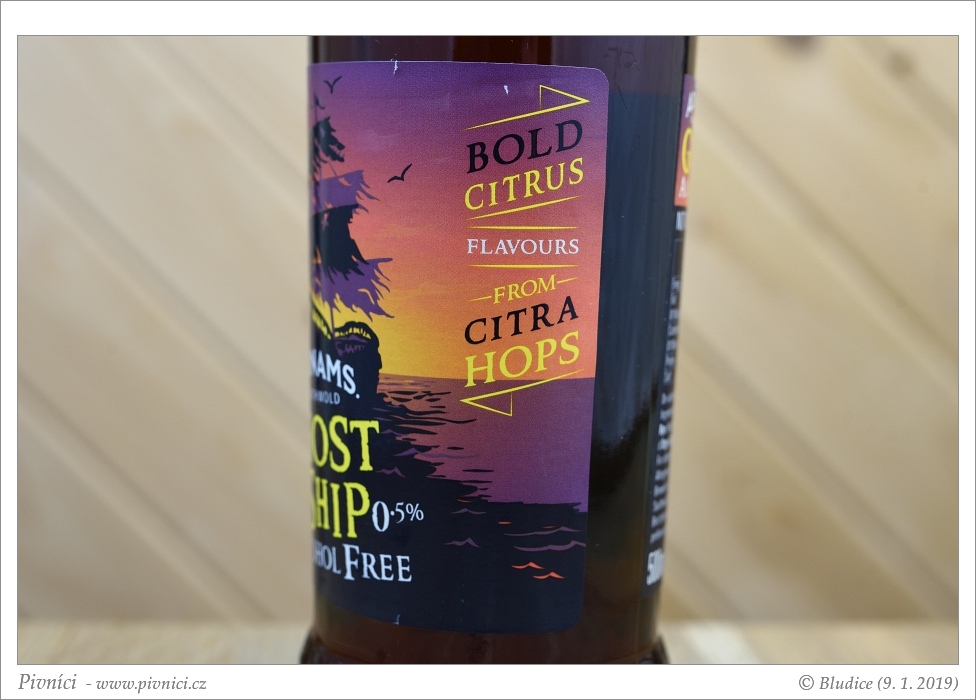 BOLD
CITRUS
FLAVOURS
FROM
CITRA
HOPS
NAMS.
OST
SHIP 0.5%
HOL FREE
Pivníci - www.pivnici.cz
© Bludice (9. 1. 2019)